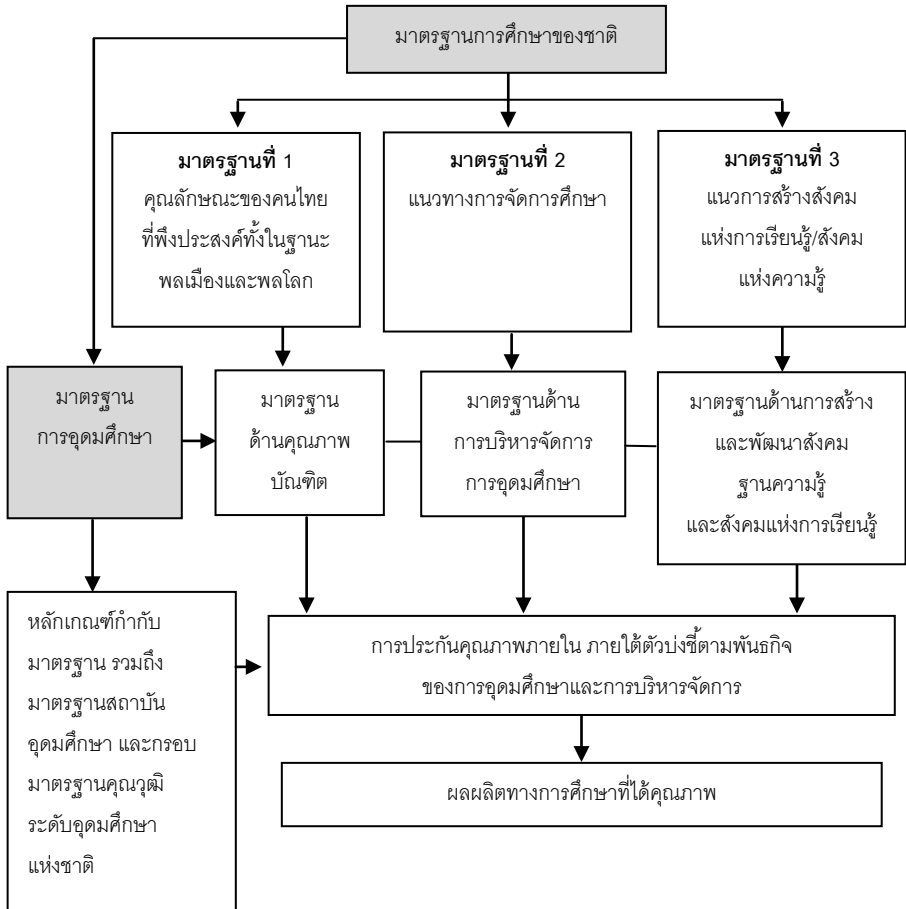 มาตรฐานการศึกษาของชาติ
มาตรฐานที่ 1
คุณลักษณะของคนไทย
ที่พึงประสงค์ทั้งในฐานะ
พลเมืองและพลโลก
มาตรฐานที่ 2
แนวทางการจัดการศึกษา
มาตรฐานที่ 3
แนวการสร้างสังคม
แห่งการเรียนรู้/สังคม
แห่งความรู้
มาตรฐาน
การอุดมศึกษา
มาตรฐาน
ด้านคุณภาพ
บัณฑิต
มาตรฐานด้าน
การบริหารจัดการ
การอุดมศึกษา
มาตรฐานด้านการสร้าง
และพัฒนาสังคม
ฐานความรู้
และสังคมแห่งการเรียนรู้
หลักเกณฑ์กำกับ
มาตรฐาน รวมถึง
มาตรฐานสถาบัน
อุดมศึกษา และกรอบ
มาตรฐานคุณวุฒิ
ระดับอุดมศึกษา
แห่งชาติ
การประกันคุณภาพภายใน ภายใต้ตัวบ่งชี้ตามพันธกิจ
ของการอุดมศึกษาและการบริหารจัดการ
ผลผลิตทางการศึกษาที่ได้คุณภาพ